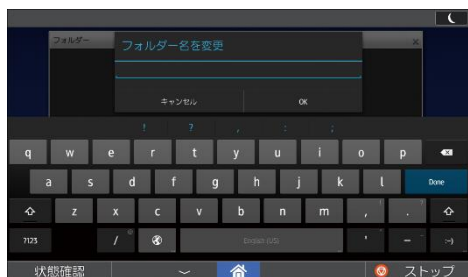 フォルダー
フォルダー名を変更
キャンセル OK
! ? , : ;
q w e r t y u i o p
a s d f g h j k l Done
z x c v b n m , ! . ?
?123 / @ English (US) ' " - _ :-)
状態確認 ストップ